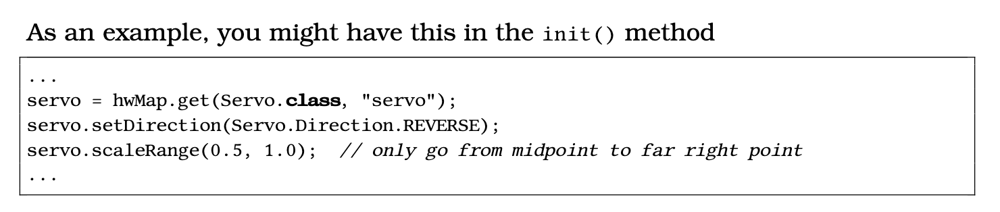 As an example, you might have this in the init() method
...
servo = hwMap.get(Servo.class, "servo");
servo.setDirection(Servo.Direction.REVERSE);
servo.scaleRange(0.5, 1.0);  // only go from midpoint to far right point
...